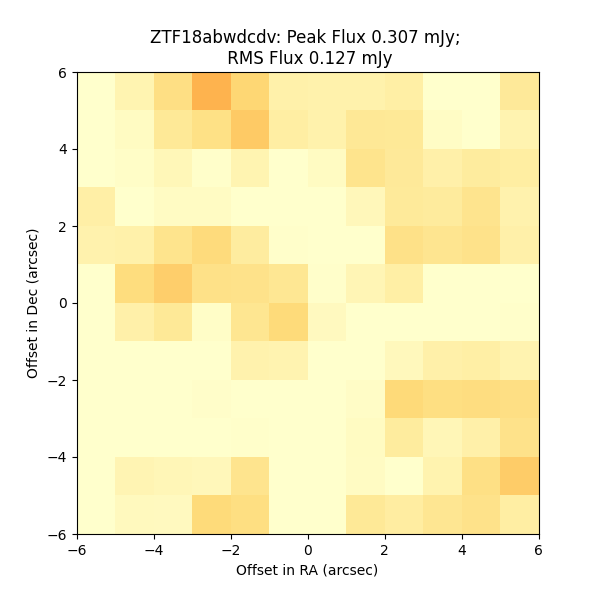 ZTF18abwdcdv: Peak Flux 0.307 mJy;
RMS Flux 0.127 mJy
6
4
2
0
−2
−4
−6
Offset in Dec (arcsec)
−6 −4 −2 0 2 4 6
Offset in RA (arcsec)